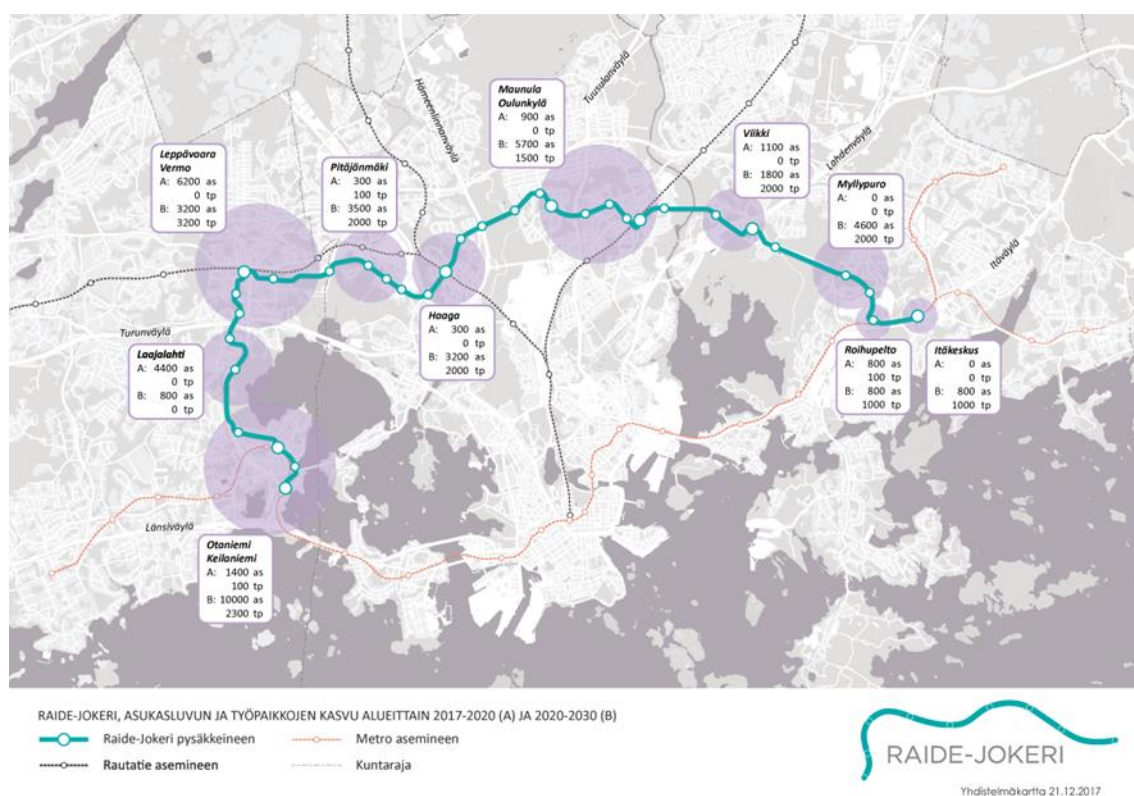 Hämeenlinnanväylä
Tuusulanväylä
Lahdenväylä
Itäväylä
Turunväylä
Länsiväylä
Maunula
Oulunkylä
A: 900 as
0 tp
B: 5700 as
1500 tp
Viikki
A: 1100 as
0 tp
B: 1800 as
2000 tp
Leppävaara
Vermo
A: 6200 as
0 tp
B: 3200 as
3200 tp
Pitäjönmäki
A: 300 as
100 tp
B: 3500 as
2000 tp
Myllypuro
A: 0 as
0 tp
B: 4600 as
2000 tp
Haaga
A: 300 as
0 tp
B: 3200 as
2000 tp
Laajalahti
A: 4400 as
0 tp
B: 800 as
0 tp
Roihupelto
A: 800 as
100 tp
B: 800 as
1000 tp
Itäkeskus
A: 0 as
0 tp
B: 800 as
1000 tp
Otaniemi
Keilaniemi
A: 1400 as
100 tp
B: 10000 as
2300 tp
RAIDE-JOKERI, ASUKASLUVUN JA TYÖPAIKKOJEN KASVU ALUEITTAIN 2017-2020 (A) JA 2020-2030 (B)
Raide-Jokeri pysäkkeineen
Metro asemineen
Rautatie asemineen
Kuntaraja
RAIDE-JOKERI
Yhdistelmäkartta 21.12.2017